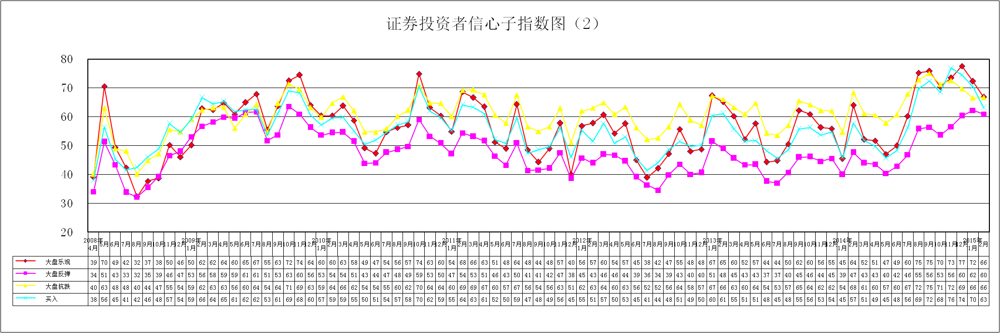 证券投资者信心子指数图（2）
80
70
60
50
40
30
20
2008年4月 5月 6月 7月 8月 9月 10月 11月 12月 2009年1月 2月 3月 4月 5月 6月 7月 8月 9月 10月 11月 12月 2010年1月 2月 3月 4月 5月 6月 7月 8月 9月 10月 11月 12月 2011年1月 2月 3月 4月 5月 6月 7月 8月 9月 10月 11月 12月 2012年1月 2月 3月 4月 5月 6月 7月 8月 9月 10月 11月 12月 2013年1月 2月 3月 4月 5月 6月 7月 8月 9月 10月 11月 12月 2014年1月 2月 3月 4月 5月 6月 7月 8月 9月 10月 11月 12月 2015年1月 2月
大盘乐观 39 70 49 42 32 37 38 50 46 50 62 62 64 60 65 67 55 63 72 74 64 60 60 63 58 49 47 54 56 57 74 63 60 54 68 66 63 51 48 64 48 44 48 57 40 56 57 60 54 57 45 38 42 47 55 48 48 67 65 60 52 57 44 44 50 62 60 56 55 45 64 52 51 47 49 60 75 75 70 73 77 72 66
大盘反弹 34 51 43 33 32 35 39 46 47 53 56 58 59 59 61 61 51 53 63 60 56 53 54 54 51 43 44 47 48 49 59 53 50 47 54 53 51 46 43 50 41 41 42 47 38 45 43 46 46 44 39 36 34 39 43 40 40 51 48 45 43 43 37 37 40 45 46 44 45 39 47 43 43 40 42 46 55 56 53 56 60 62 60
大盘抗跌 40 63 48 48 40 44 47 55 54 59 62 63 63 56 60 64 54 64 71 69 63 59 64 66 62 54 54 55 60 62 70 64 64 60 69 69 67 60 57 67 56 54 56 63 51 62 63 64 60 63 56 52 52 56 64 58 57 67 66 63 60 64 54 53 57 65 64 62 62 54 68 61 60 57 60 67 72 75 71 72 69 66 66
买入 38 56 45 41 42 46 48 57 54 59 66 64 65 61 62 62 53 61 69 68 60 57 59 59 55 50 51 54 57 58 70 62 59 55 64 63 61 52 50 59 47 48 49 56 45 55 51 57 50 53 45 41 44 48 51 49 50 60 61 55 51 51 48 45 48 55 56 53 54 45 57 51 49 45 48 56 69 72 68 76 74 70 63